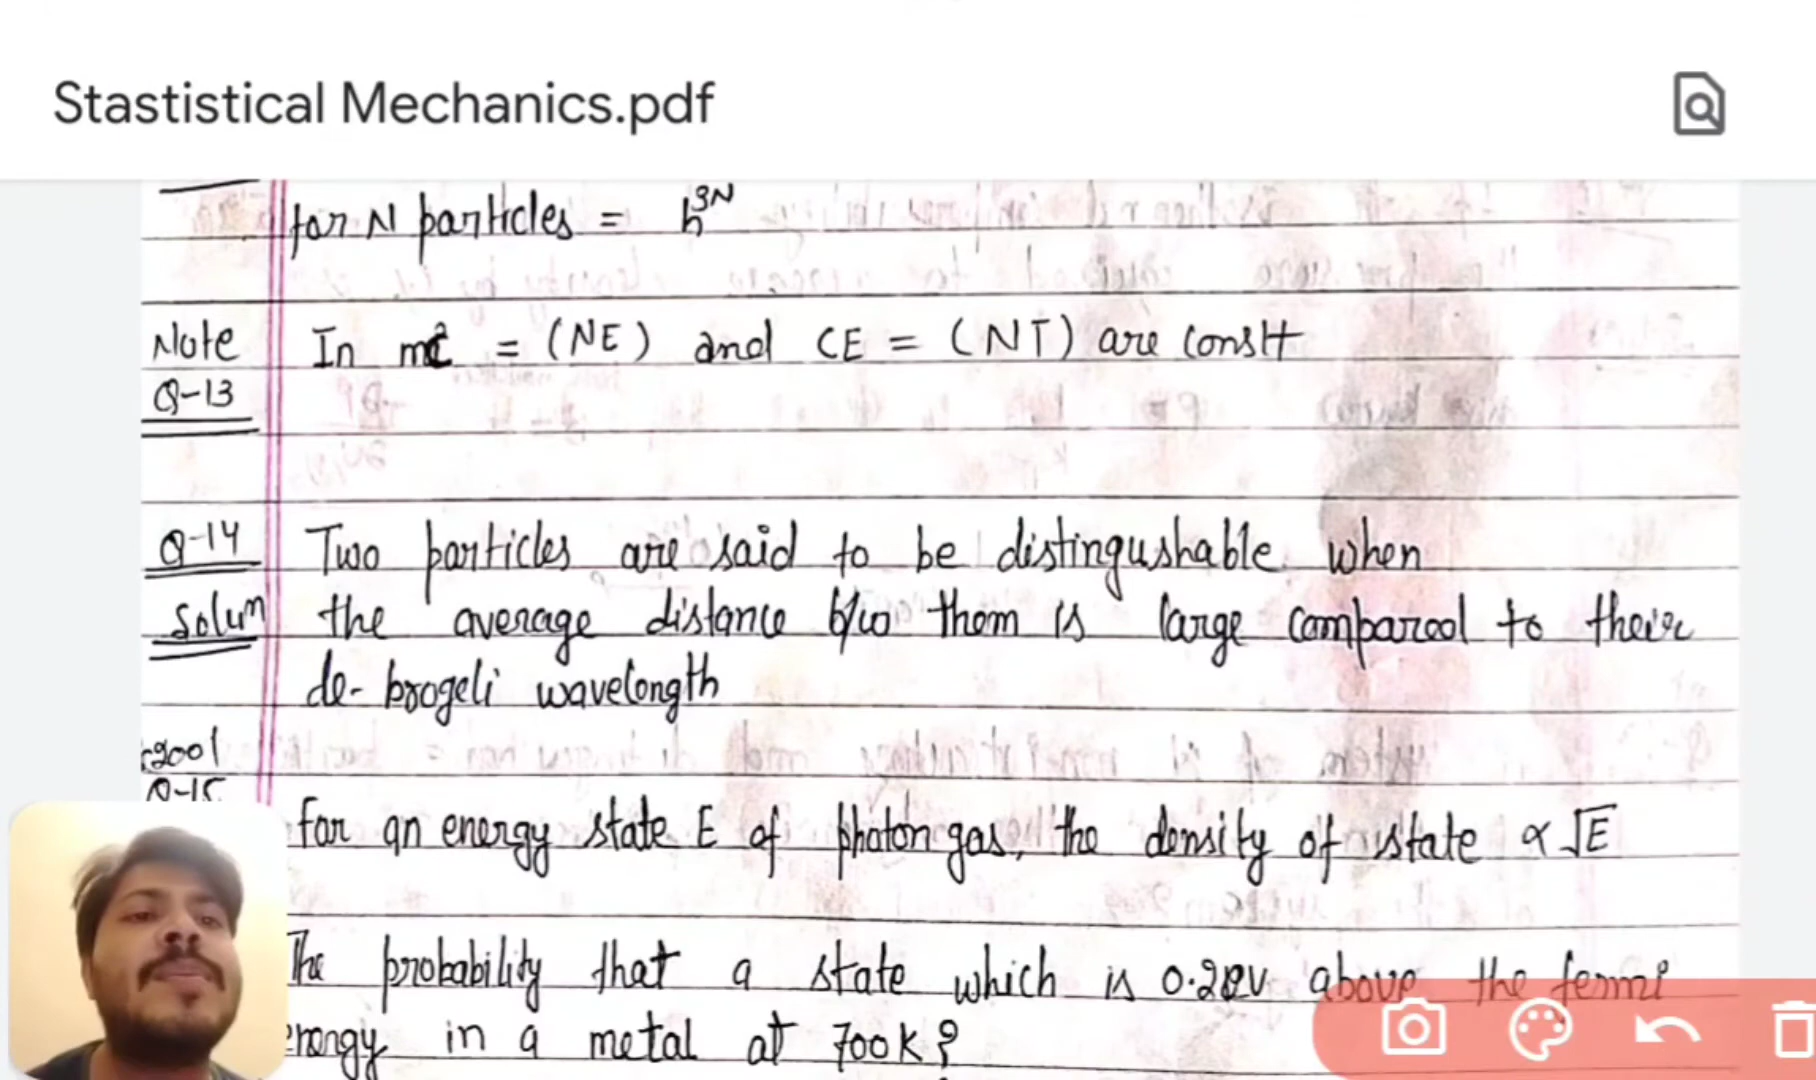 Stastistical Mechanics.pdf
for N particles = h^3N
Note In mc = (NE) and CE = (NT) are constt
Q-13
Q-14 Two particles are said to be distingushable when
Solun the average distance b/w them is large compared to their
de-brogeli wavelength
2001
Q-15
for an energy state E of photon gas, the density of state ∝ √E
The probability that a state which is 0.2eV above the fermi
energy in a metal at 700K?